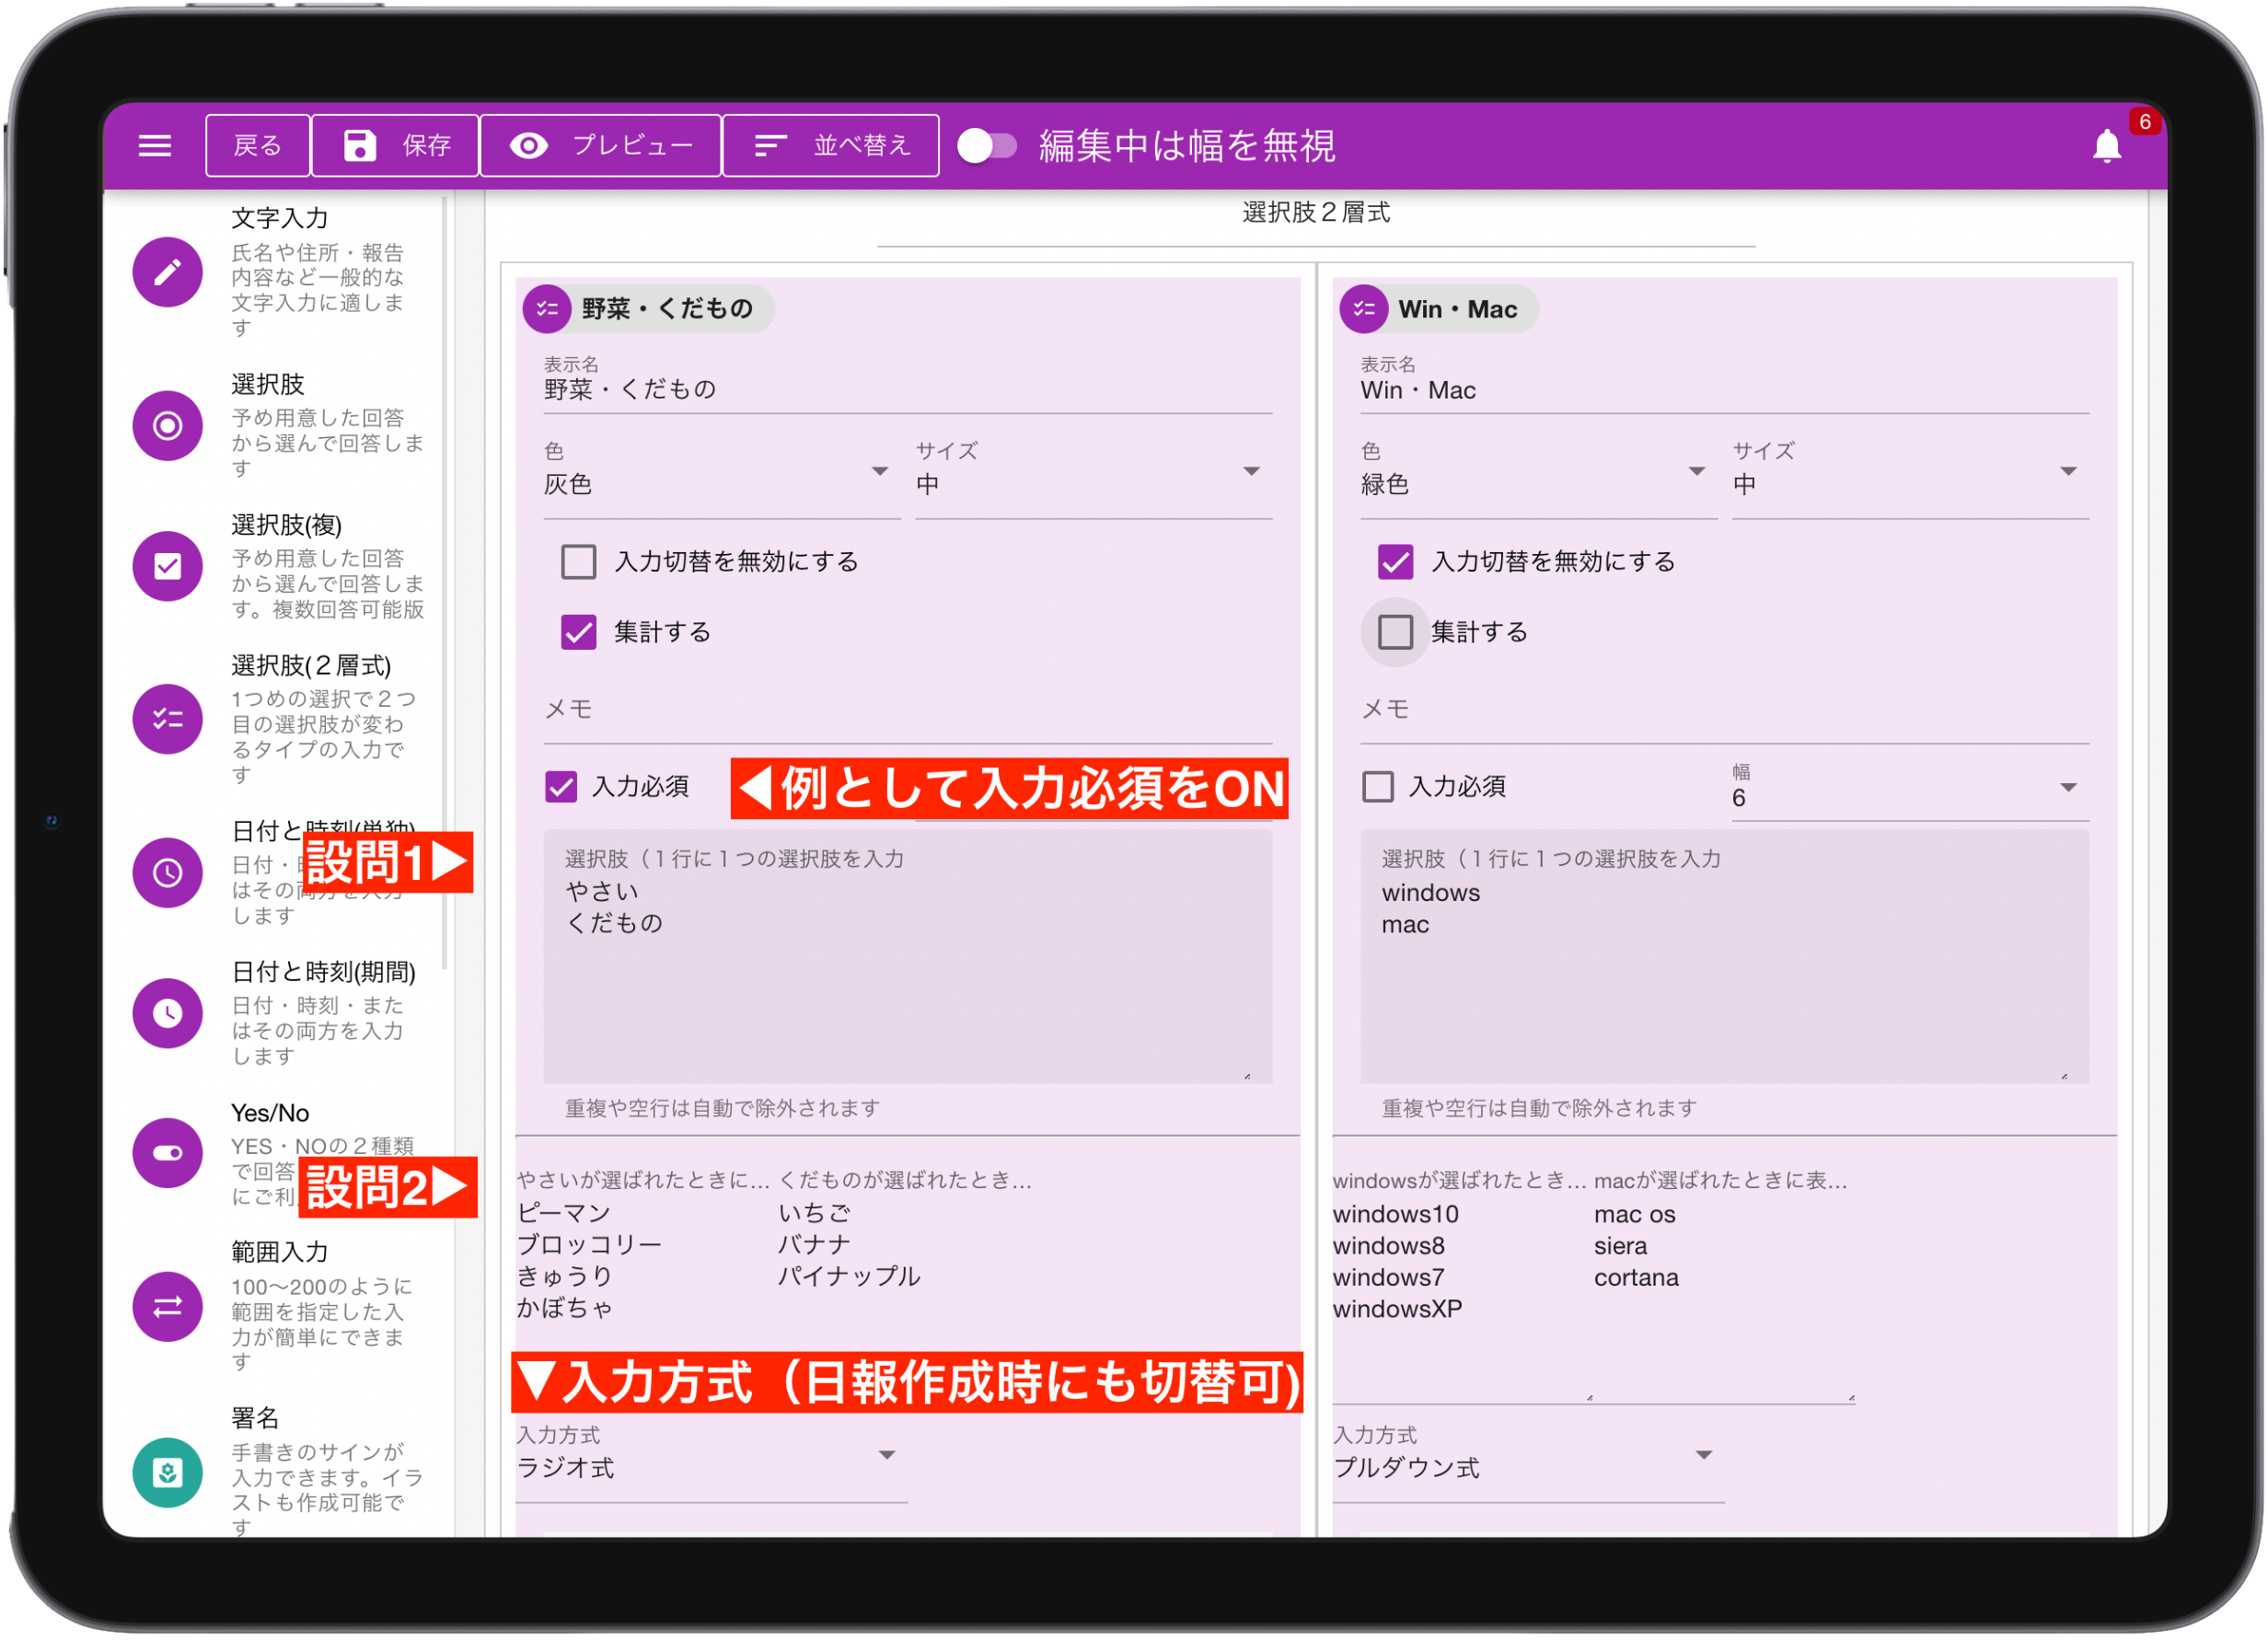 戻る
保存
プレビュー
並べ替え
編集中は幅を無視
6
文字入力
氏名や住所・報告
内容など一般的な
文字入力に適しま
す
選択肢
予め用意した回答
から選んで回答しま
す
選択肢(複)
予め用意した回答
から選んで回答しま
す。複数回答可能版
選択肢(２層式)
1つめの選択で２つ
目の選択肢が変わ
るタイプの入力で
す
日付と時刻(単独)
日付・
はその両方を入力
します
設問1▶
日付と時刻(期間)
日付・時刻・また
はその両方を入力
します
Yes/No
YES・NOの２種類
で回答
にご利
設問2▶
範囲入力
100〜200のように
範囲を指定した入
力が簡単にできま
す
署名
手書きのサインが
入力できます。イラ
ストも作成可能で
す
選択肢２層式
野菜・くだもの
表示名
野菜・くだもの
色
灰色
サイズ
中
入力切替を無効にする
集計する
メモ
入力必須
◀例として入力必須をON
選択肢（１行に１つの選択肢を入力
やさい
くだもの
重複や空行は自動で除外されます
やさいが選ばれたときに…
ピーマン
ブロッコリー
きゅうり
かぼちゃ
くだものが選ばれたとき…
いちご
バナナ
パイナップル
▼入力方式（日報作成時にも切替可)
入力方式
ラジオ式
Win・Mac
表示名
Win・Mac
色
緑色
サイズ
中
入力切替を無効にする
集計する
メモ
入力必須
幅
6
選択肢（１行に１つの選択肢を入力
windows
mac
重複や空行は自動で除外されます
windowsが選ばれたとき…
windows10
windows8
windows7
windowsXP
macが選ばれたときに表…
mac os
siera
cortana
入力方式
プルダウン式